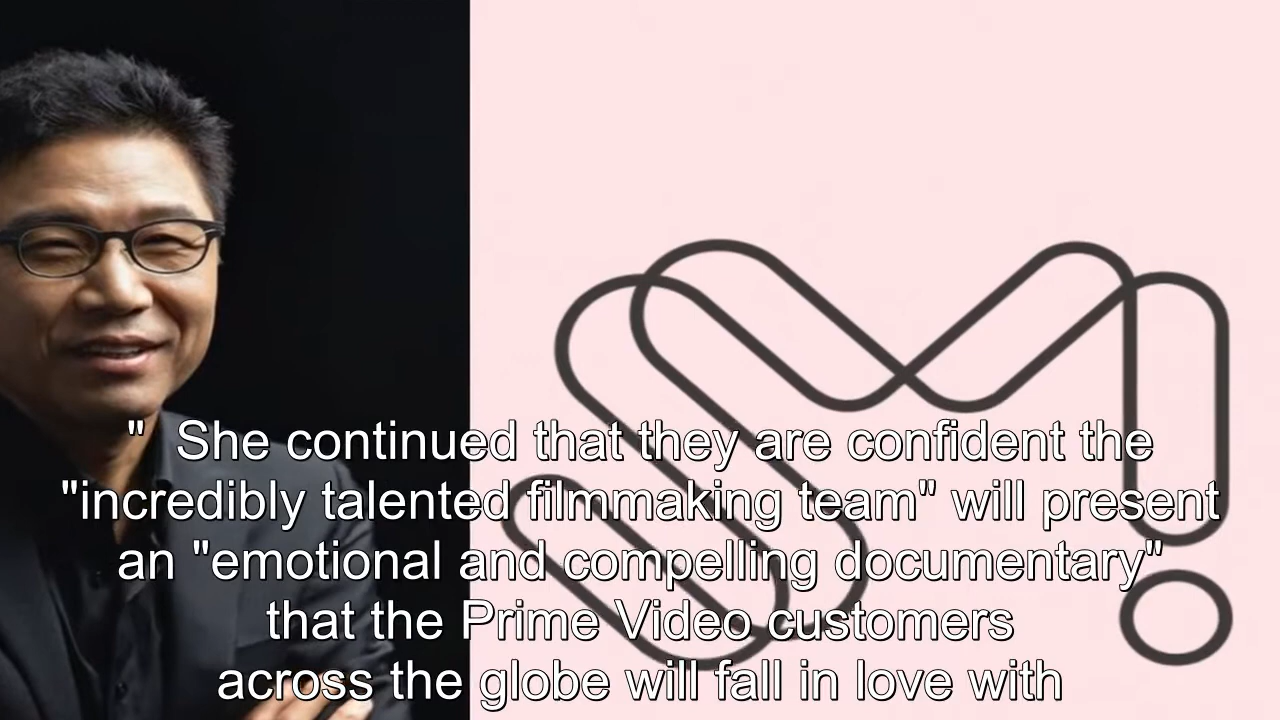 "  She continued that they are confident the
"incredibly talented filmmaking team" will present
an "emotional and compelling documentary"
that the Prime Video customers
across the globe will fall in love with